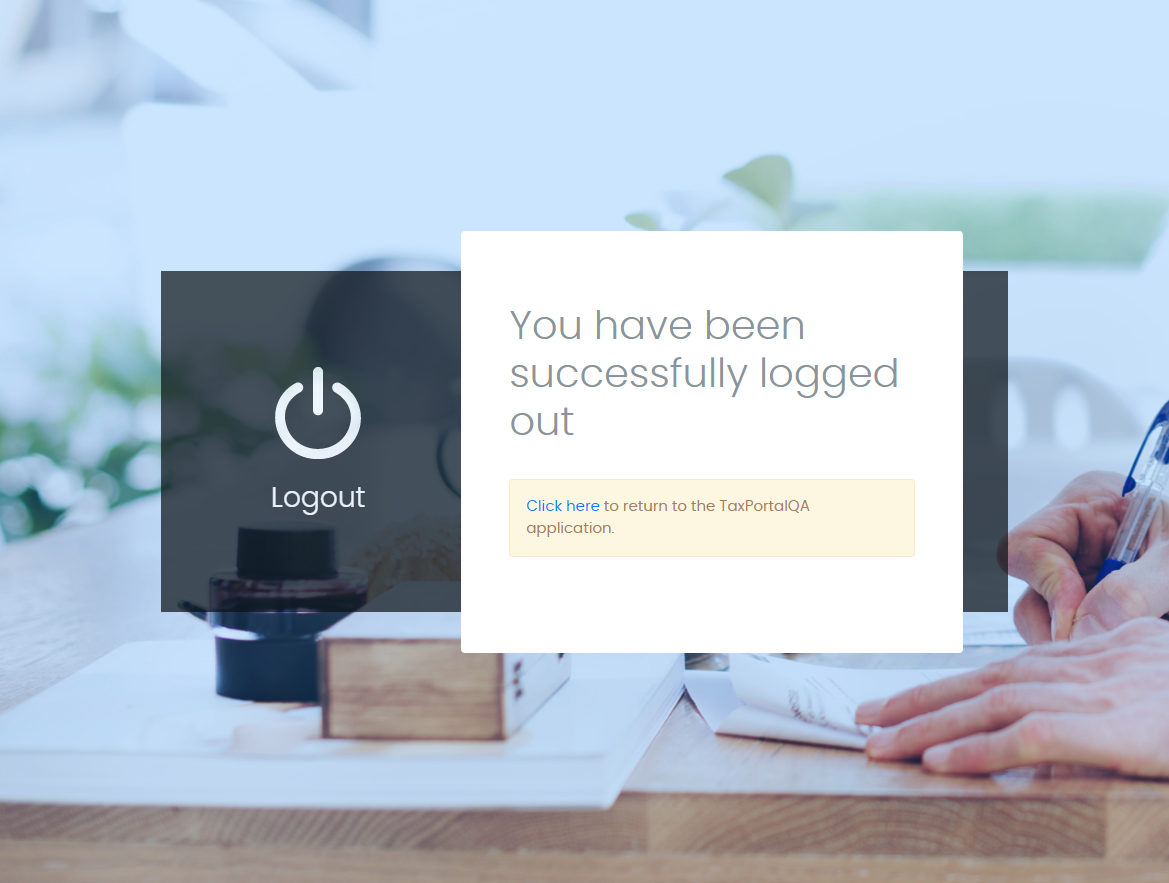 Logout
You have been
successfully logged
out
Click here to return to the TaxPortalQA
application.